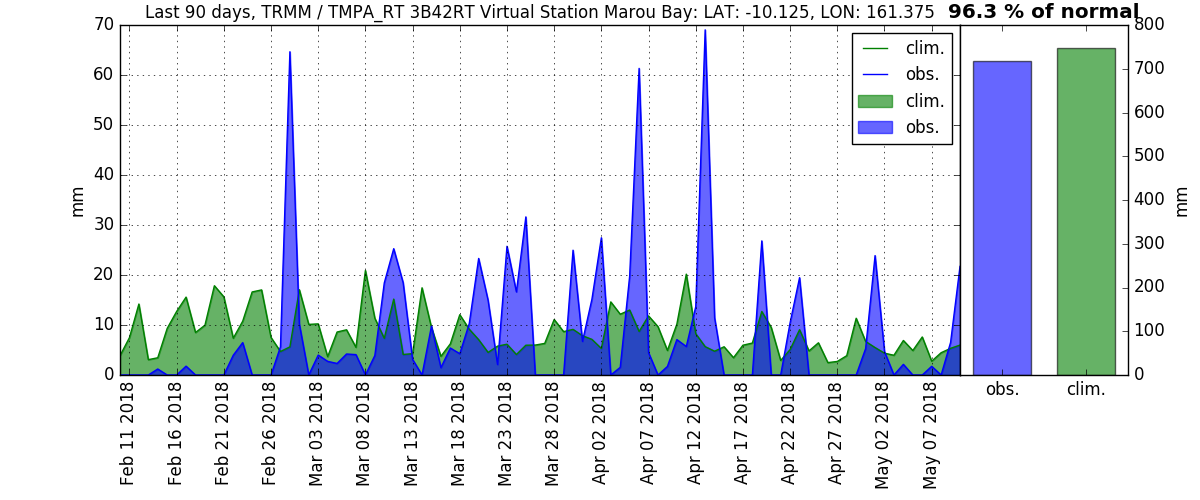 Last 90 days, TRMM / TMPA_RT 3B42RT Virtual Station Marou Bay: LAT: -10.125, LON: 161.375
96.3 % of normal
mm
70
60
50
40
30
20
10
0
clim.
obs.
clim.
obs.
Feb 11 2018
Feb 16 2018
Feb 21 2018
Feb 26 2018
Mar 03 2018
Mar 08 2018
Mar 13 2018
Mar 18 2018
Mar 23 2018
Mar 28 2018
Apr 02 2018
Apr 07 2018
Apr 12 2018
Apr 17 2018
Apr 22 2018
Apr 27 2018
May 02 2018
May 07 2018
800
700
600
500
400
300
200
100
0
mm
obs.
clim.